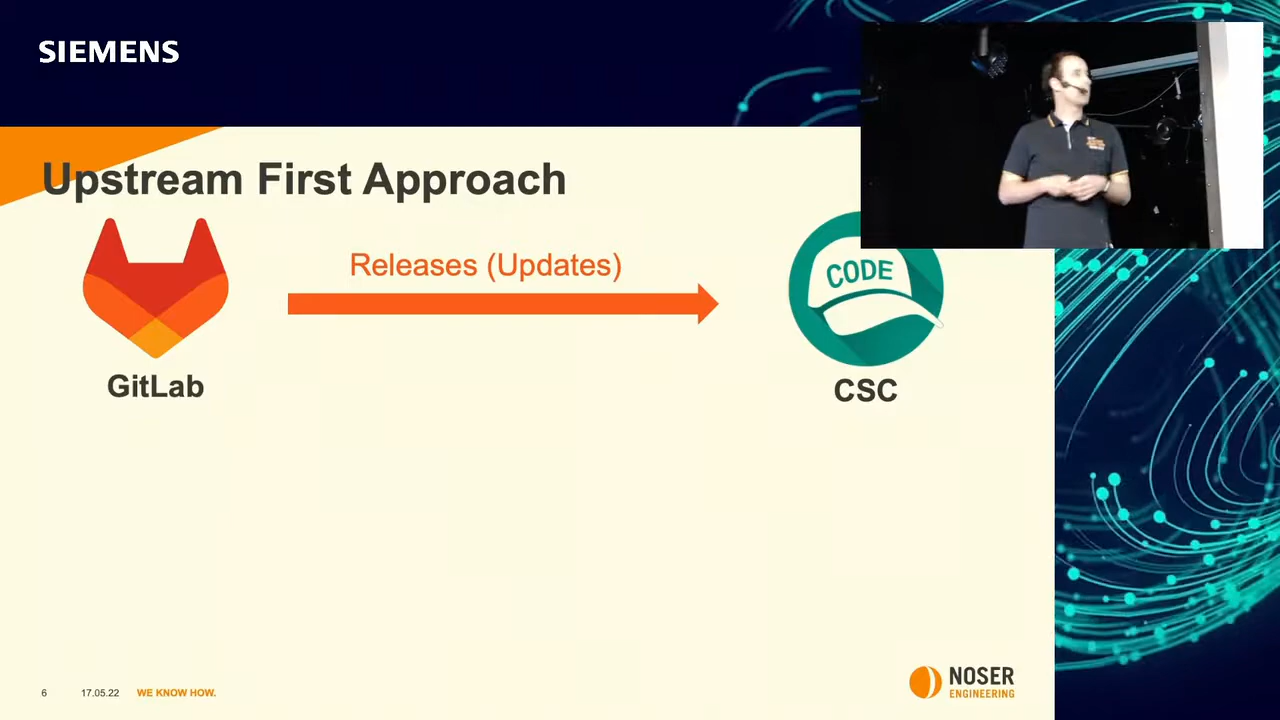 SIEMENS
Upstream First Approach
Releases (Updates)
CODE
GitLab
CSC
6 17.05.22 WE KNOW HOW.
NOSER
ENGINEERING